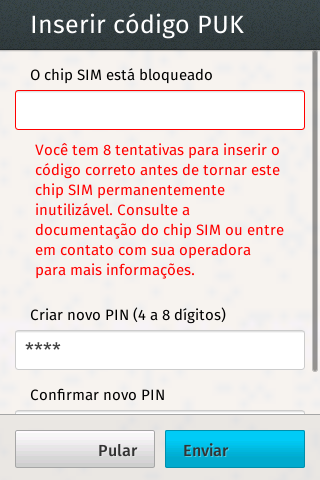 Inserir código PUK
O chip SIM está bloqueado
Você tem 8 tentativas para inserir o
código correto antes de tornar este
chip SIM permanentemente
inutilizável. Consulte a
documentação do chip SIM ou entre
em contato com sua operadora
para mais informações.
Criar novo PIN (4 a 8 dígitos)
****
Confirmar novo PIN
Pular
Enviar